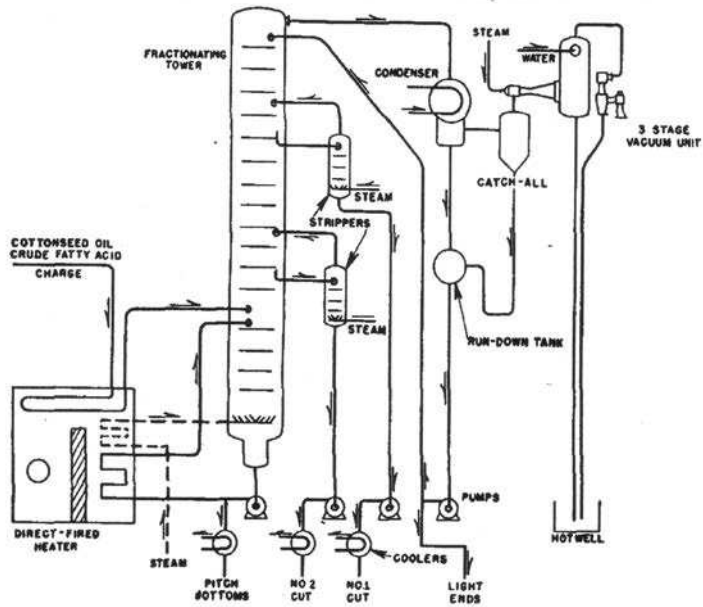 FRACTIONATING
TOWER
STEAM
WATER
CONDENSER
3 STAGE
VACUUM UNIT
CATCH-ALL
STEAM
STRIPPERS
COTTONSEED OIL
CRUDE FATTY ACID
CHARGE
STEAM
RUN-DOWN TANK
PUMPS
DIRECT-FIRED
HEATER
STEAM
COOLERS
HOTWELL
PITCH
BOTTOMS
NO 2
CUT
NO.1
CUT
LIGHT
ENDS